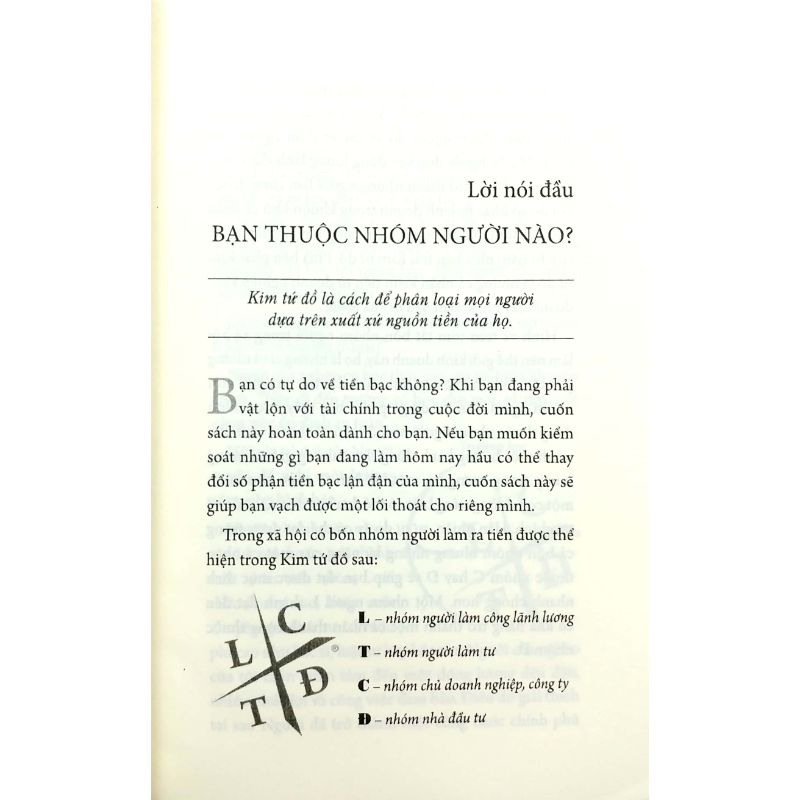 Lời nói đầu
BẠN THUỘC NHÓM NGƯỜI NÀO?
Kim tứ đồ là cách để phân loại mọi người
dựa trên xuất xứ nguồn tiền của họ.
Bạn có tự do về tiền bạc không? Khi bạn đang phải
vật lộn với tài chính trong cuộc đời mình, cuốn
sách này hoàn toàn dành cho bạn. Nếu bạn muốn kiểm
soát những gì bạn đang làm hôm nay hầu có thể thay
đổi số phận tiền bạc lận đận của mình, cuốn sách này sẽ
giúp bạn vạch được một lối thoát cho riêng mình.
Trong xã hội có bốn nhóm người làm ra tiền được thể
hiện trong Kim tứ đồ sau:
L C
T Đ ®
L – nhóm người làm công lãnh lương
T – nhóm người làm tư
C – nhóm chủ doanh nghiệp, công ty
Đ – nhóm nhà đầu tư